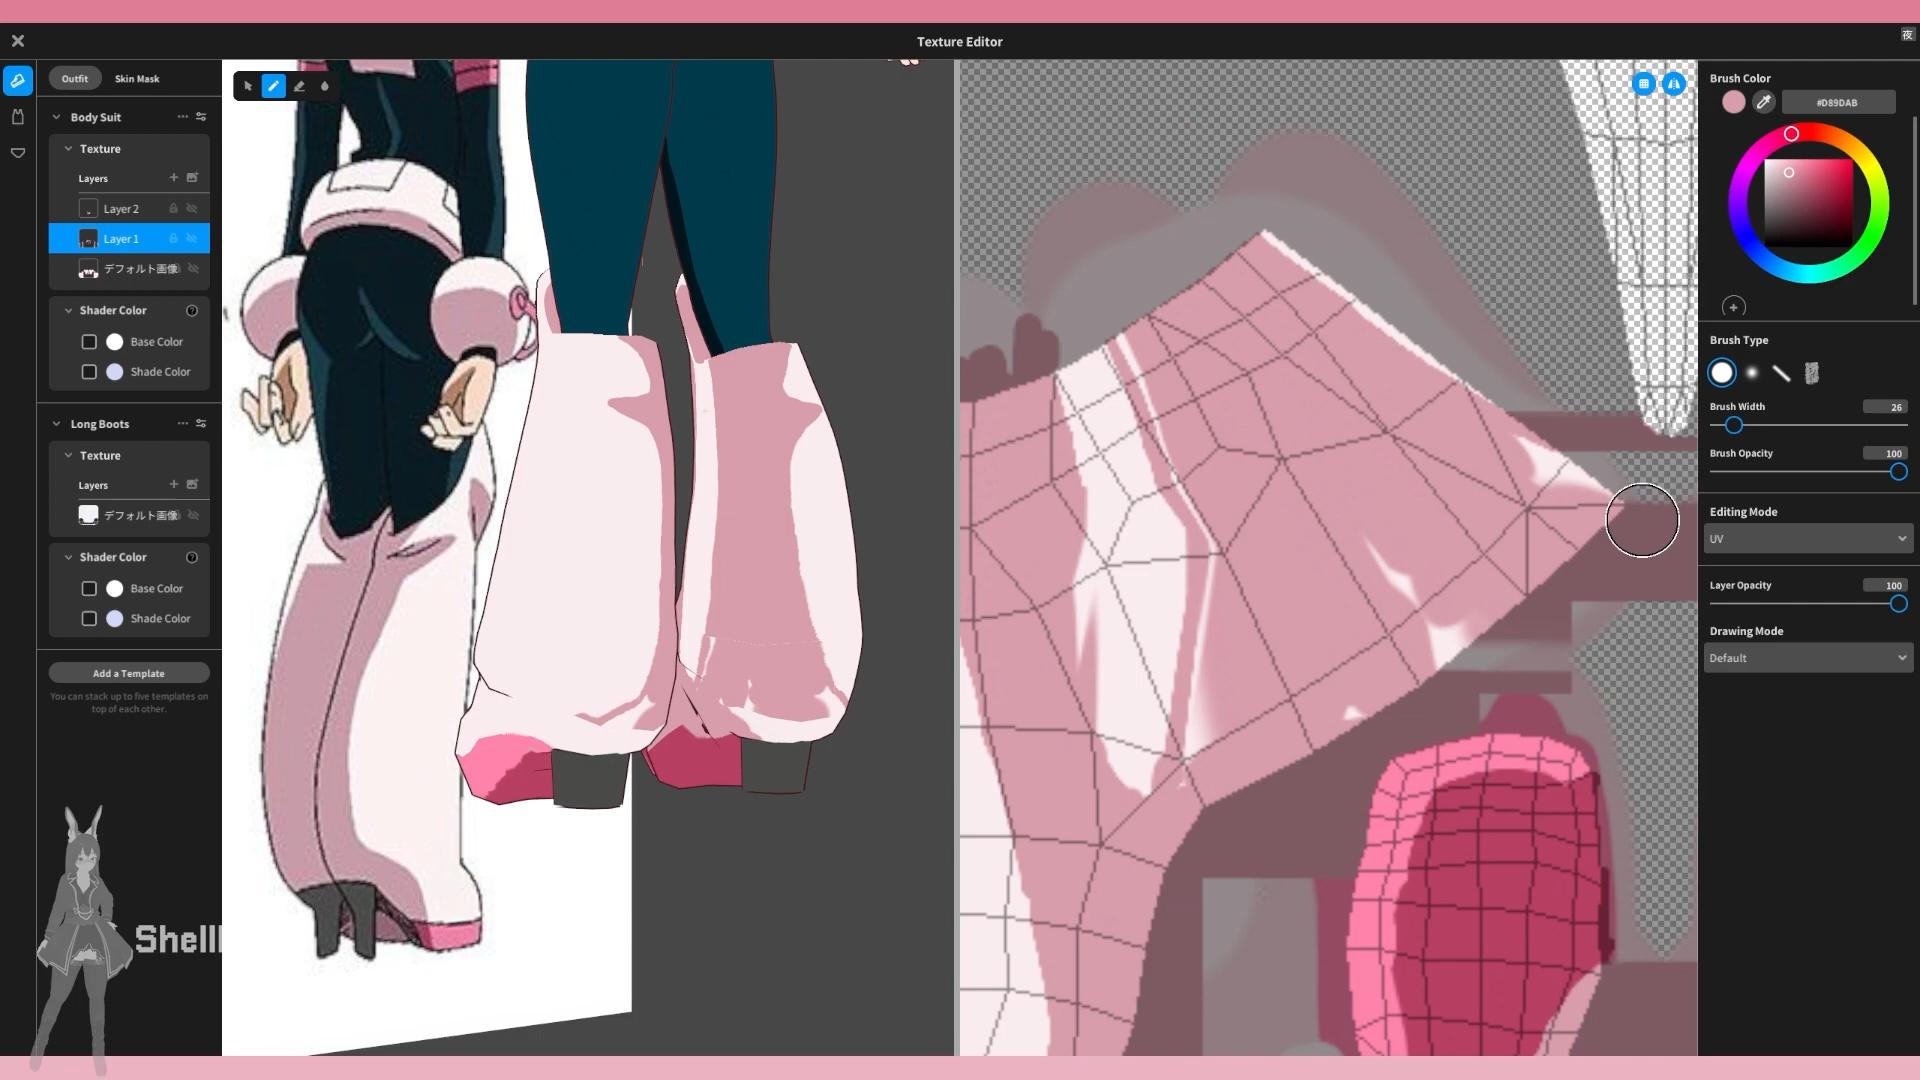 Texture Editor
夜
Outfit
Skin Mask
Body Suit
Texture
Layers
Layer 2
Layer 1
デフォルト画像
Shader Color
Base Color
Shade Color
Long Boots
Texture
Layers
デフォルト画像
Shader Color
Base Color
Shade Color
Add a Template
You can stack up to five templates on
top of each other.
Shell
Brush Color
#D89DAB
Brush Type
Brush Width
26
Brush Opacity
100
Editing Mode
UV
Layer Opacity
100
Drawing Mode
Default